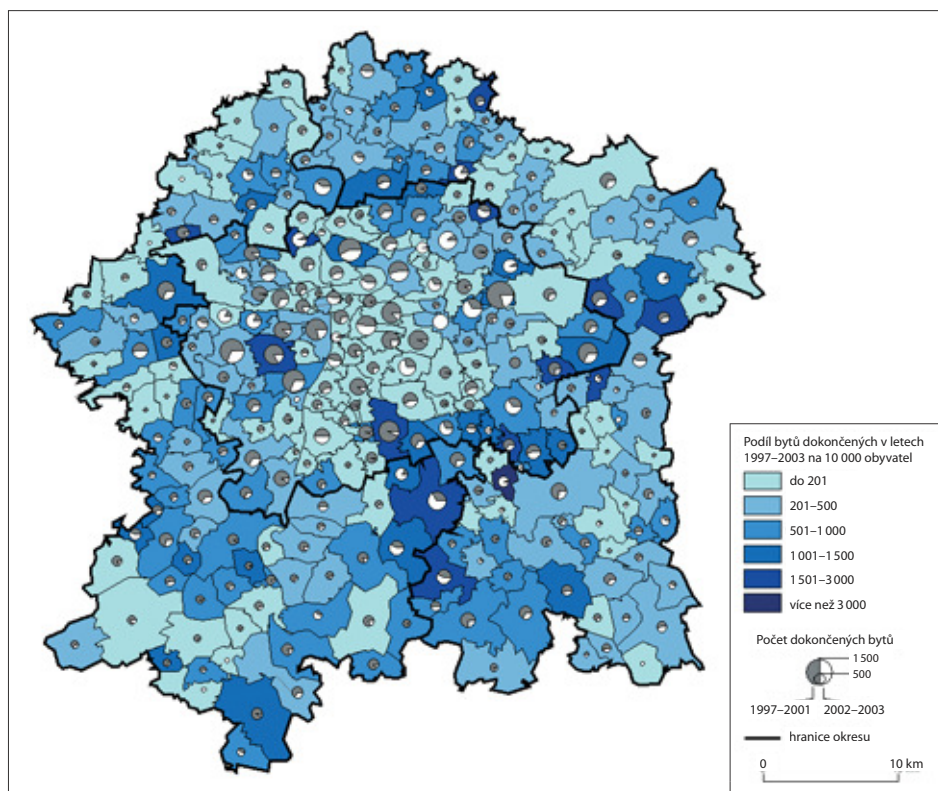 Podíl bytů dokončených v letech
1997–2003 na 10 000 obyvatel
do 201
201–500
501–1 000
1 001–1 500
1 501–3 000
více než 3 000
Počet dokončených bytů
1 500
500
1997–2001 2002–2003
hranice okresu
0 10 km